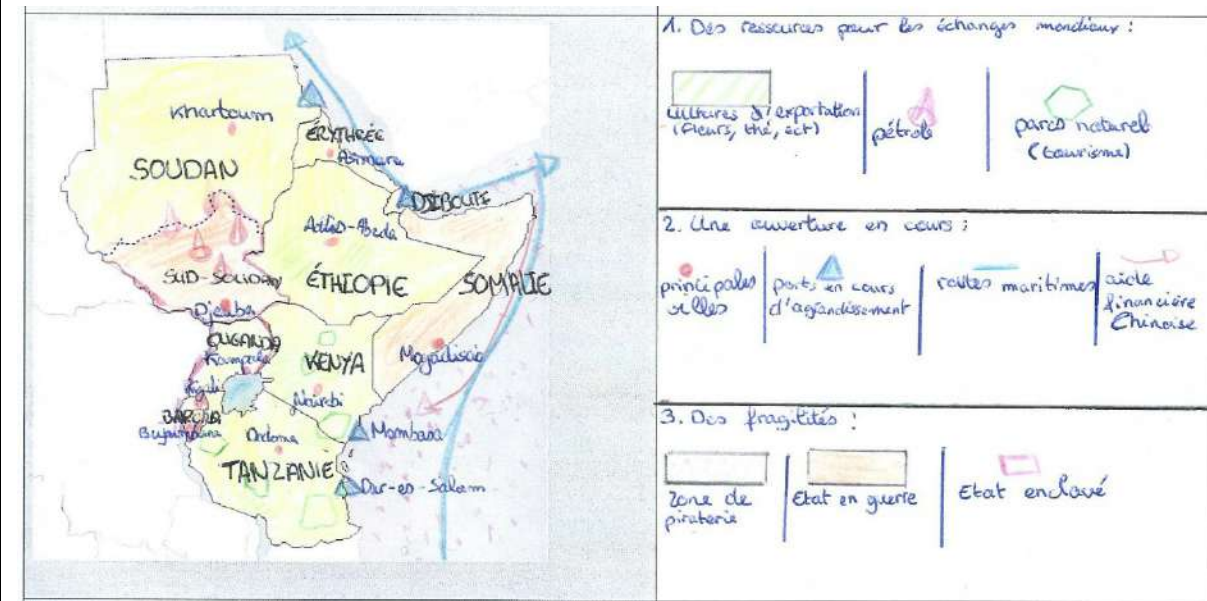 Khartoum
SOUDAN
ÉRYTHRÉE
Asmara
DJIBOUTI
Addis-Abeda
ÉTHIOPIE
SUD-SOUDAN
SOMALIE
Djouba
OUGANDA
Kampala
KENYA
Mogadiscio
Kigali
Nairobi
Bujumbura
Dodoma
Mombasa
TANZANIE
Dar-es-Salam
1. Des ressources pour les échanges mondiaux :
cultures d'exportation
(fleurs, thé, ect)
pétrole
parcs naturel
(tourisme)
2. Une ouverture en cours :
principales
villes
ports en cours
d'agrandissement
routes maritimes
aide
financière
Chinoise
3. Des fragilités :
Zone de
piraterie
Etat en guerre
Etat enclavé